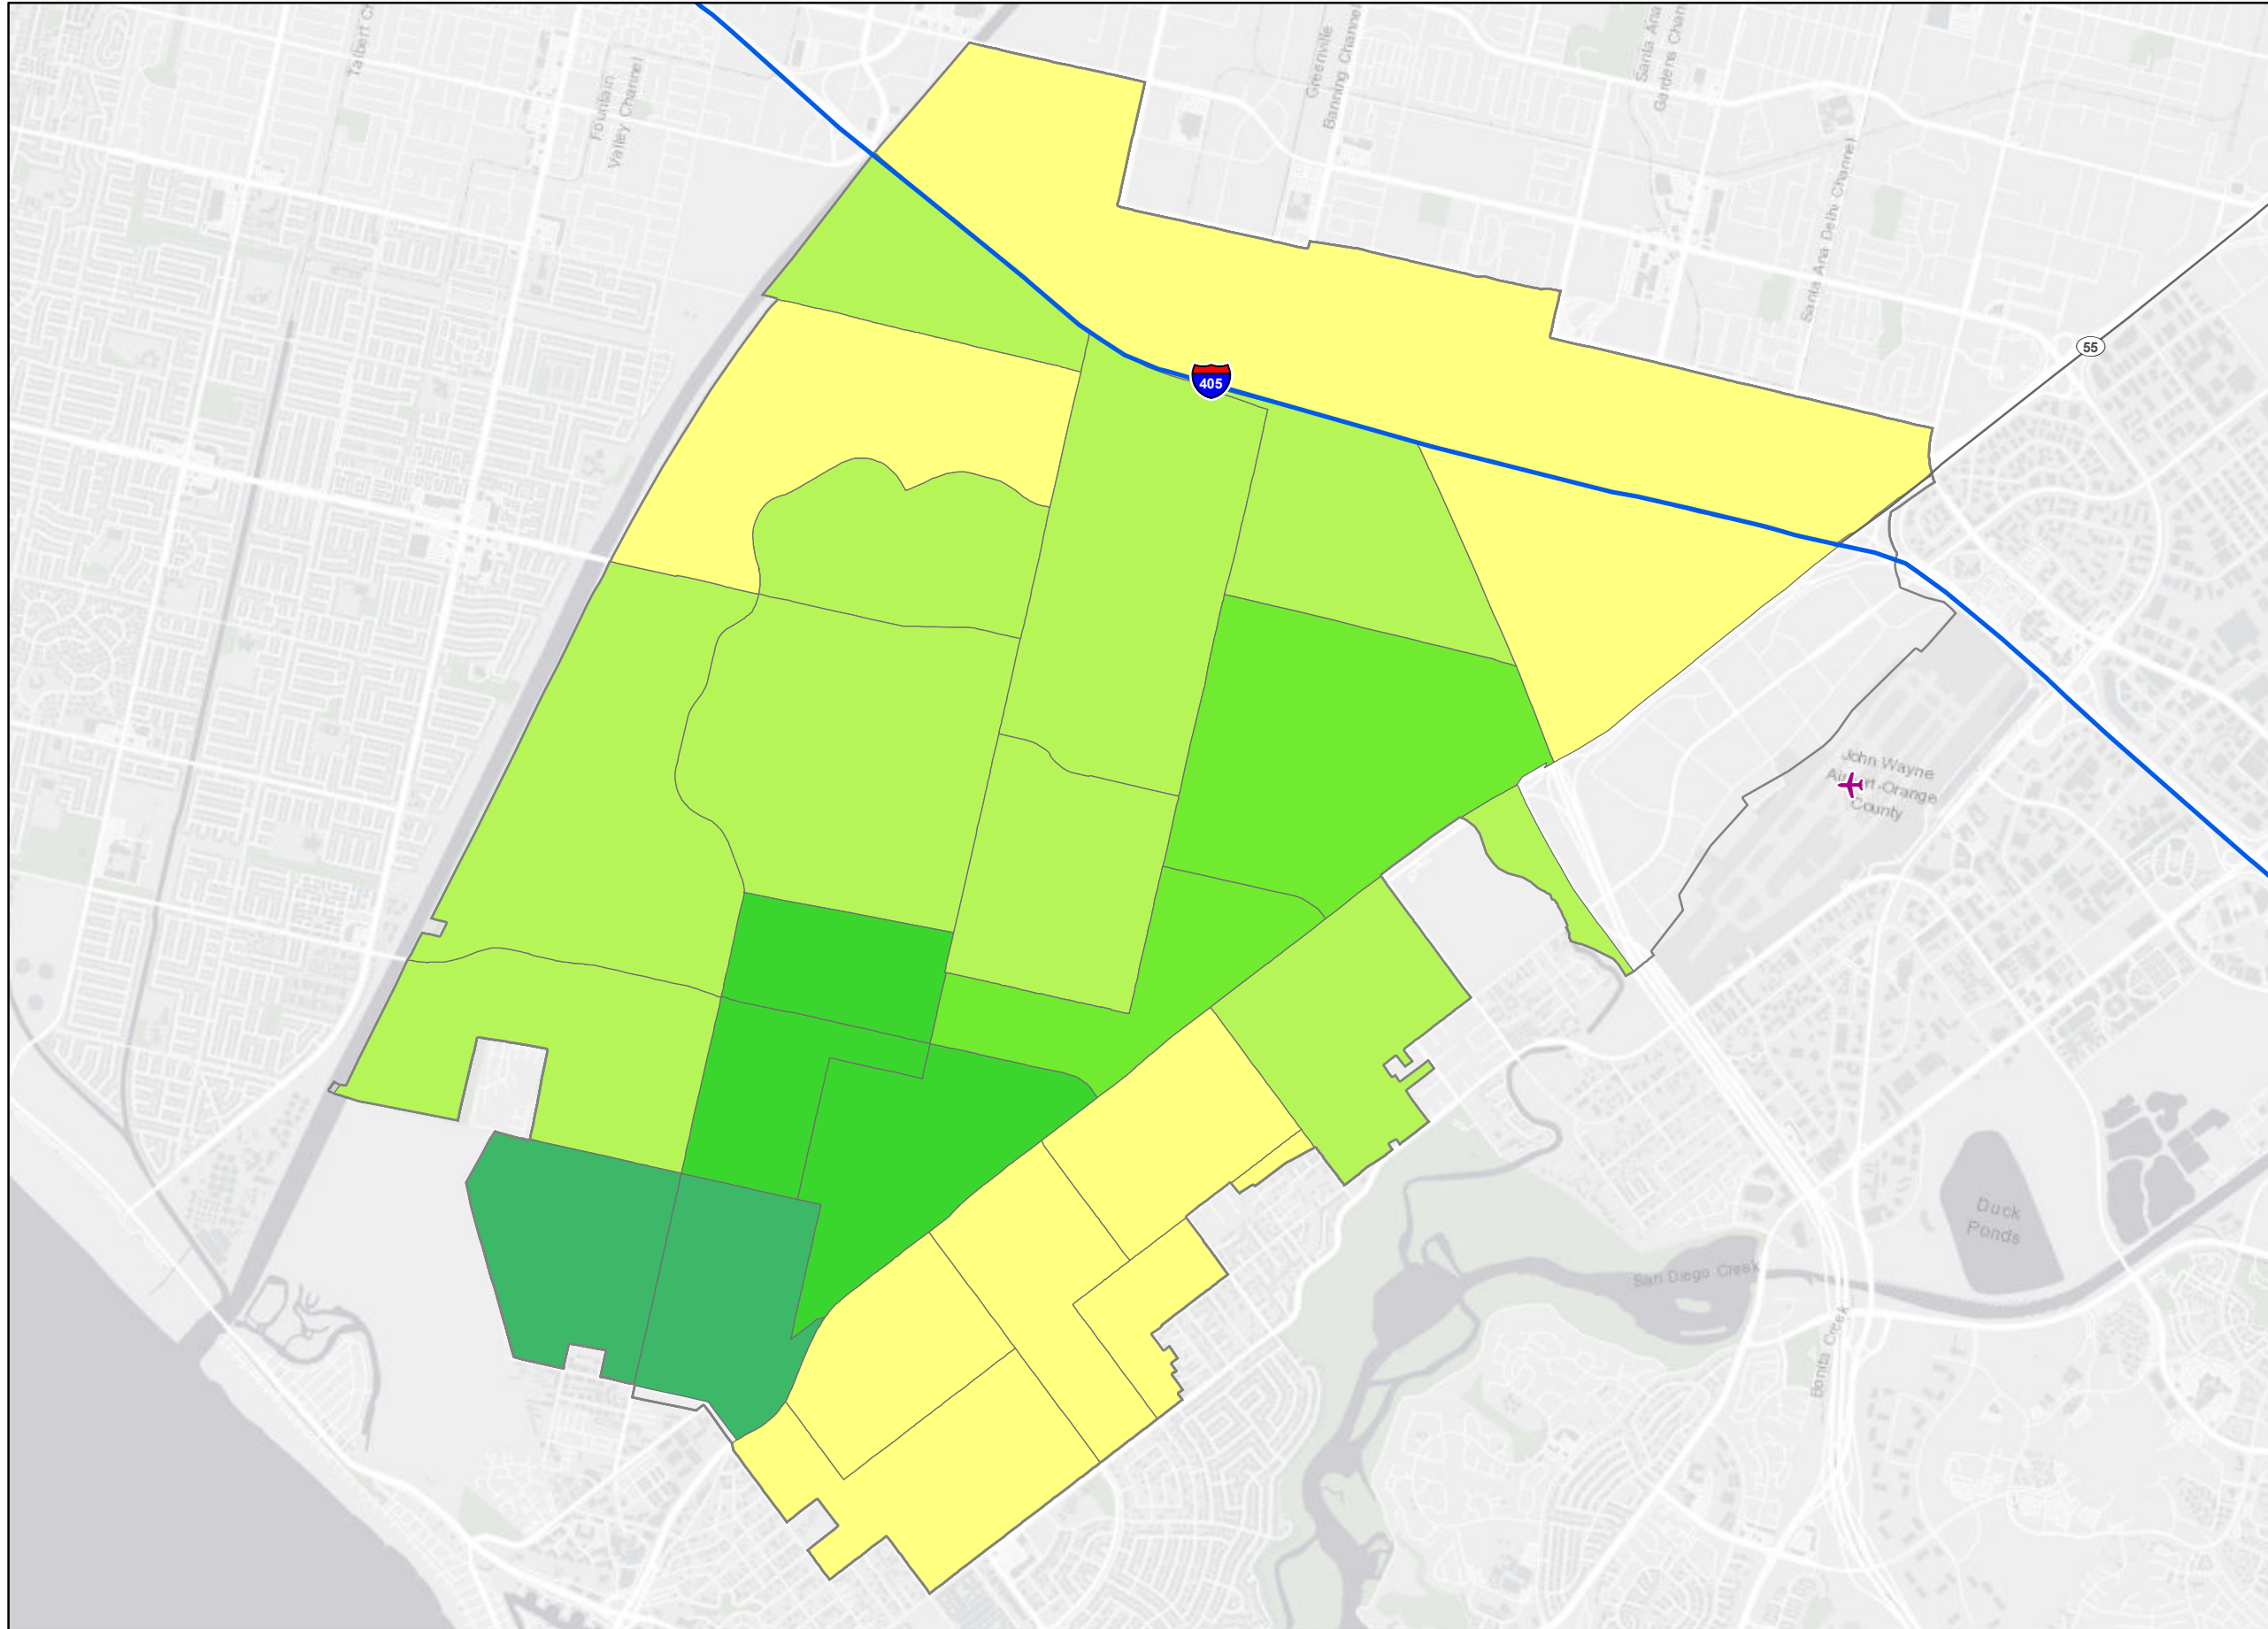 Talbert C
Fountain
Valley Channel
Greenville
Banning Channel
Santa Ana
Gardens Chan
Santa Ana Delhi Channel
55
405
John Wayne
Airport-Orange
County
Duck
Ponds
San Diego Creek
Bonita Creek